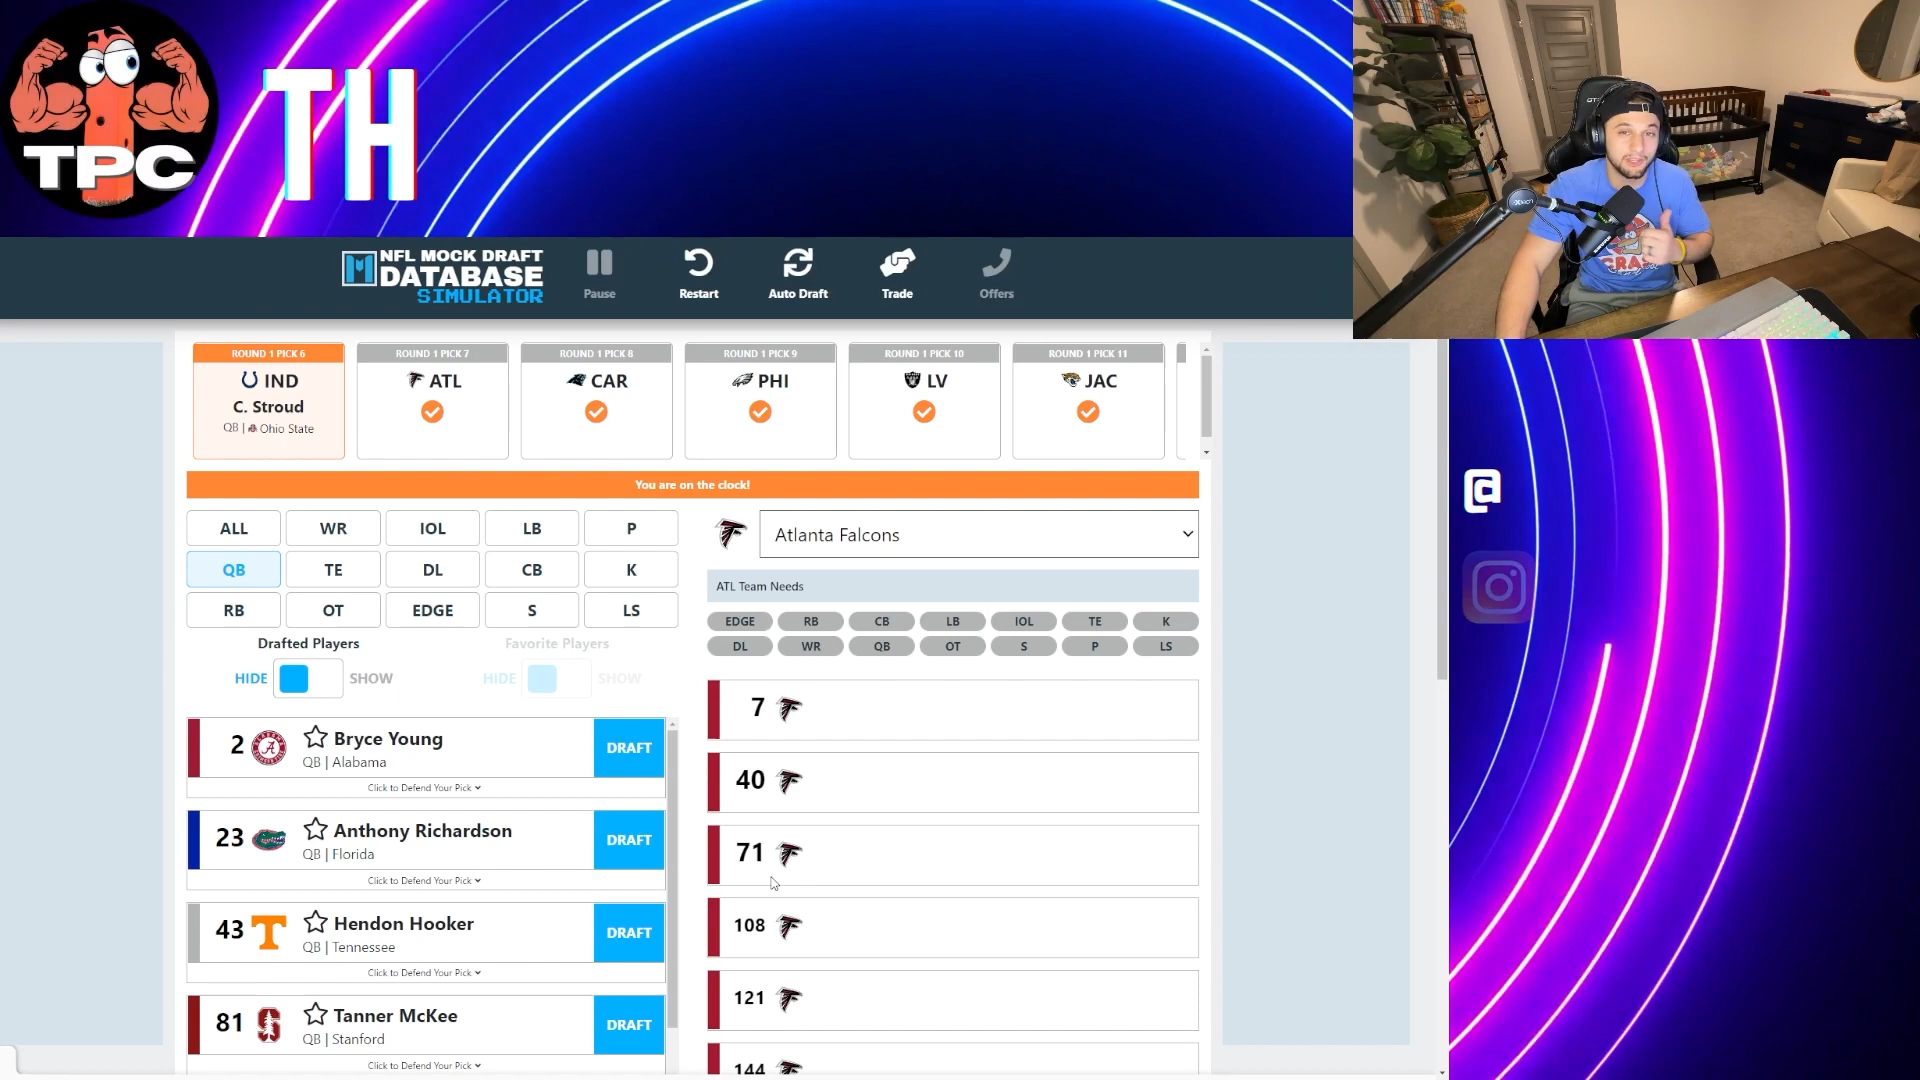 TPC
TH
NFL MOCK DRAFT
DATABASE
SIMULATOR
Pause
Restart
Auto Draft
Trade
Offers
ROUND 1 PICK 6
IND
C. Stroud
QB | Ohio State
ROUND 1 PICK 7
ATL
ROUND 1 PICK 8
CAR
ROUND 1 PICK 9
PHI
ROUND 1 PICK 10
LV
ROUND 1 PICK 11
JAC
You are on the clock!
ALL
WR
IOL
LB
P
QB
TE
DL
CB
K
RB
OT
EDGE
S
LS
Drafted Players
HIDE
SHOW
Favorite Players
HIDE
SHOW
2
Bryce Young
QB | Alabama
DRAFT
Click to Defend Your Pick
23
Anthony Richardson
QB | Florida
DRAFT
Click to Defend Your Pick
43
Hendon Hooker
QB | Tennessee
DRAFT
Click to Defend Your Pick
81
Tanner McKee
QB | Stanford
DRAFT
Click to Defend Your Pick
Atlanta Falcons
ATL Team Needs
EDGE
RB
CB
LB
IOL
TE
K
DL
WR
QB
OT
S
P
LS
7
40
71
108
121
144
@